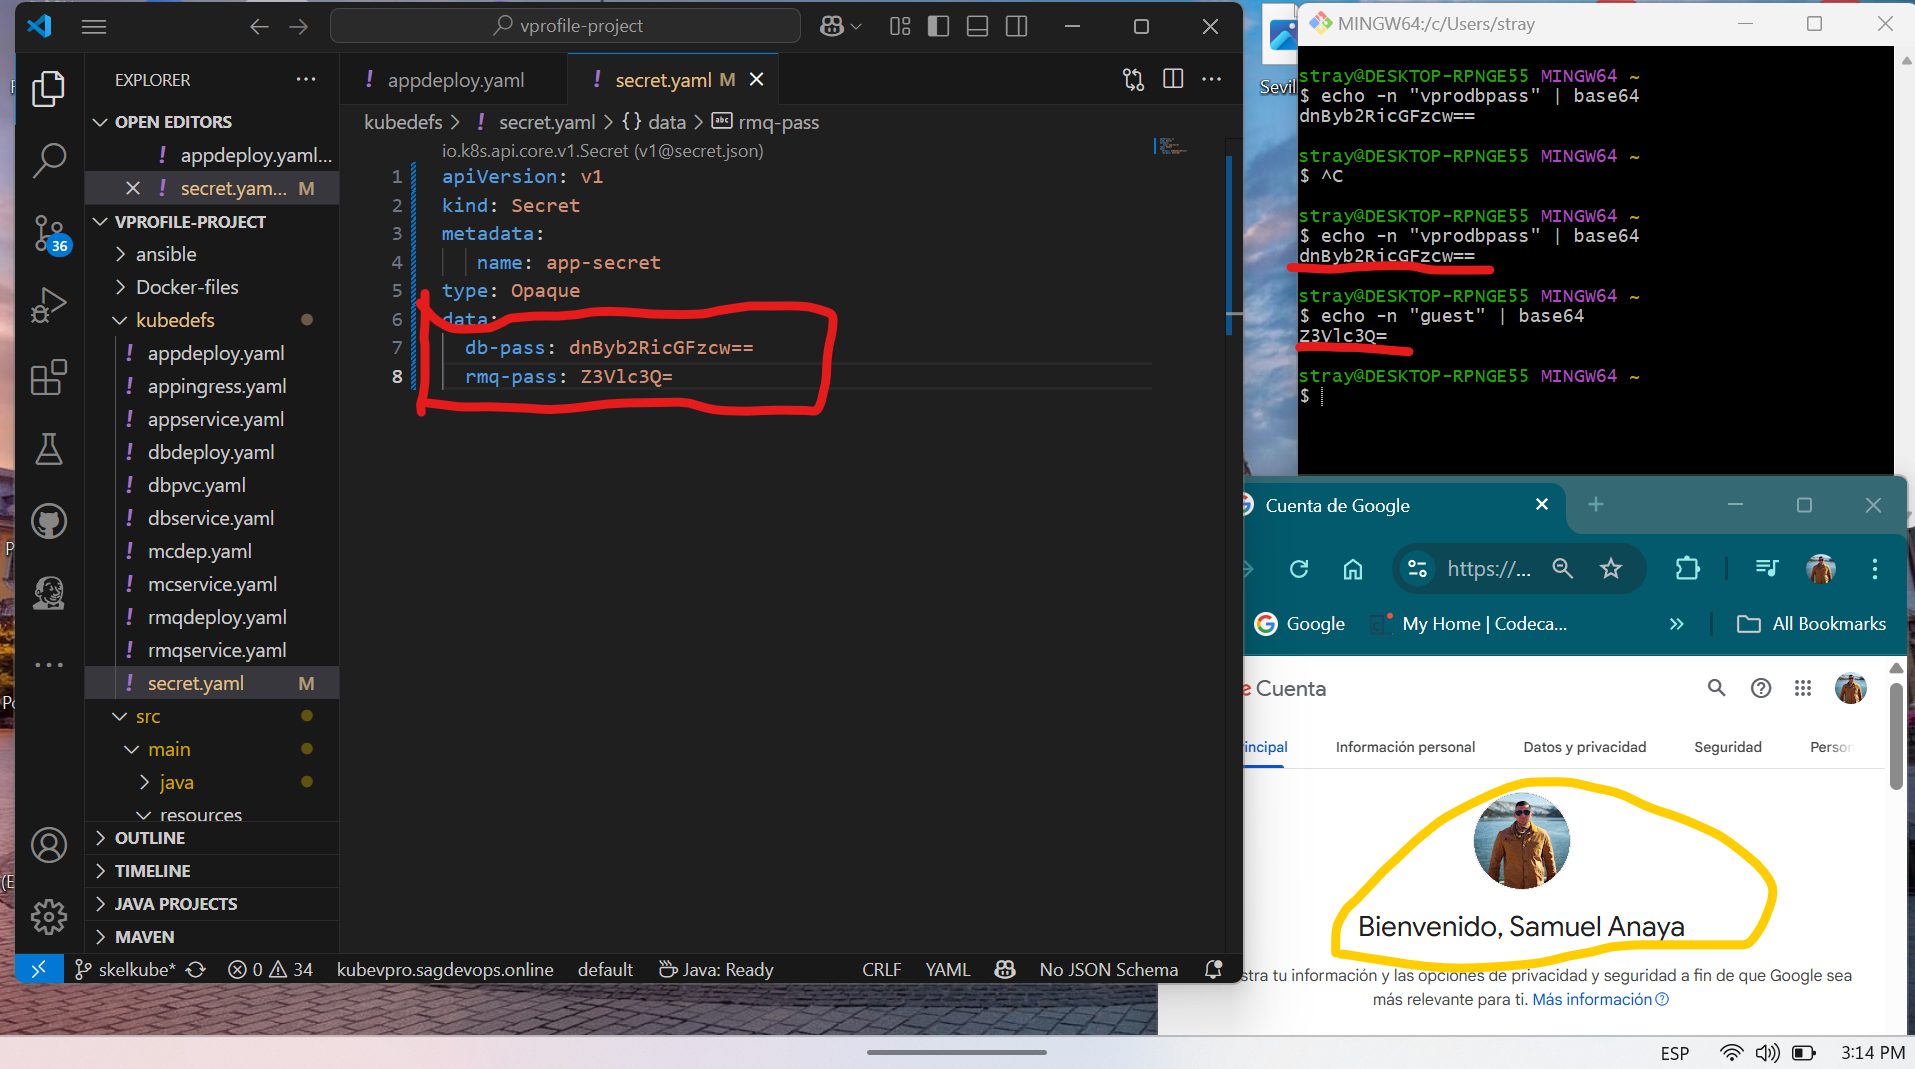 vprofile-project
EXPLORER
OPEN EDITORS
! appdeploy.yaml...
! secret.yam... M
VPROFILE-PROJECT
ansible
Docker-files
kubedefs
! appdeploy.yaml
! appingress.yaml
! appservice.yaml
! dbdeploy.yaml
! dbpvc.yaml
! dbservice.yaml
! mcdep.yaml
! mcservice.yaml
! rmqdeploy.yaml
! rmqservice.yaml
! secret.yaml M
src
main
java
resources
OUTLINE
TIMELINE
JAVA PROJECTS
MAVEN
36
! appdeploy.yaml
! secret.yaml M
kubedefs > ! secret.yaml > {} data > abc rmq-pass
io.k8s.api.core.v1.Secret (v1@secret.json)
1 apiVersion: v1
2 kind: Secret
3 metadata:
4 name: app-secret
5 type: Opaque
6 data:
7 db-pass: dnByb2RicGFzcw==
8 rmq-pass: Z3Vlc3Q=
skelkube* 0 34 kubevpro.sagdevops.online default Java: Ready CRLF YAML No JSON Schema
Sevil
MINGW64:/c/Users/stray
stray@DESKTOP-RPNGE55 MINGW64 ~
$ echo -n "vprodbpass" | base64
dnByb2RicGFzcw==
stray@DESKTOP-RPNGE55 MINGW64 ~
$ ^C
stray@DESKTOP-RPNGE55 MINGW64 ~
$ echo -n "vprodbpass" | base64
dnByb2RicGFzcw==
stray@DESKTOP-RPNGE55 MINGW64 ~
$ echo -n "guest" | base64
Z3Vlc3Q=
stray@DESKTOP-RPNGE55 MINGW64 ~
$
Cuenta de Google
https://...
Google My Home | Codeca... » All Bookmarks
e Cuenta
incipal Información personal Datos y privacidad Seguridad Person
Bienvenido, Samuel Anaya
stra tu información y las opciones de privacidad y seguridad a fin de que Google sea
más relevante para ti. Más información
ESP 3:14 PM